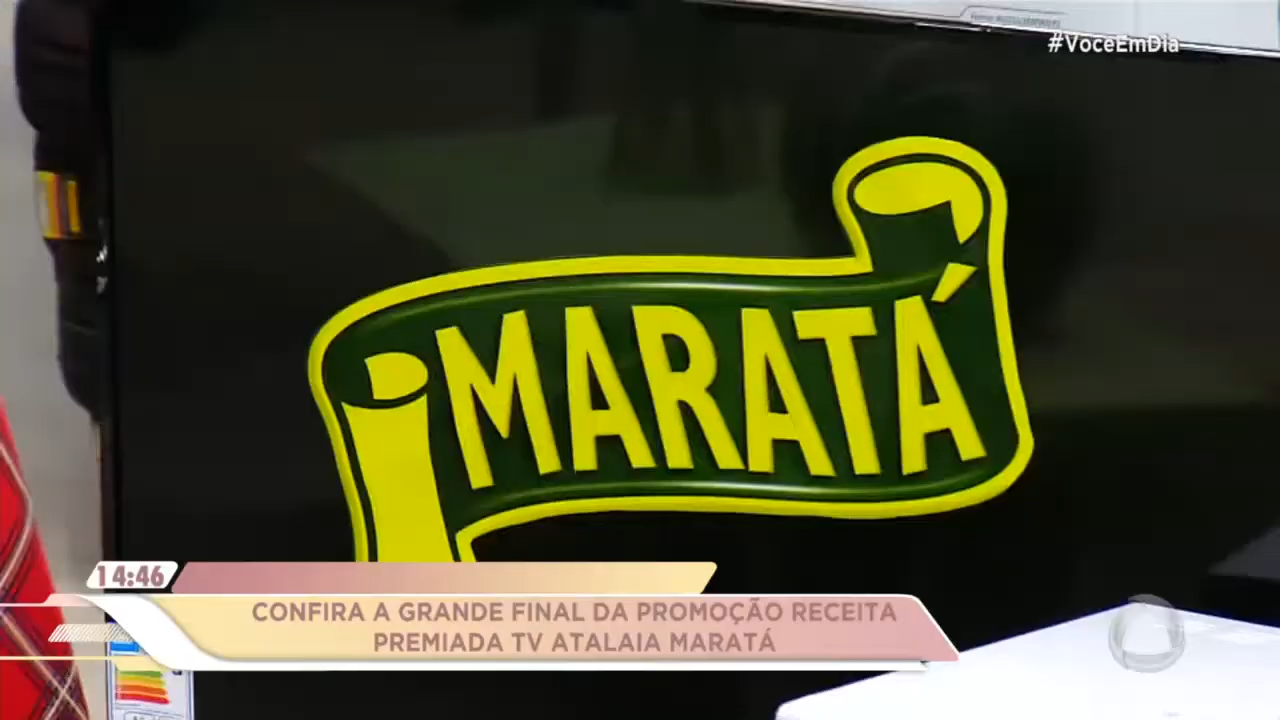 #VoceEmDia
MARATÁ
14:46
CONFIRA A GRANDE FINAL DA PROMOÇÃO RECEITA
PREMIADA TV ATALAIA MARATÁ